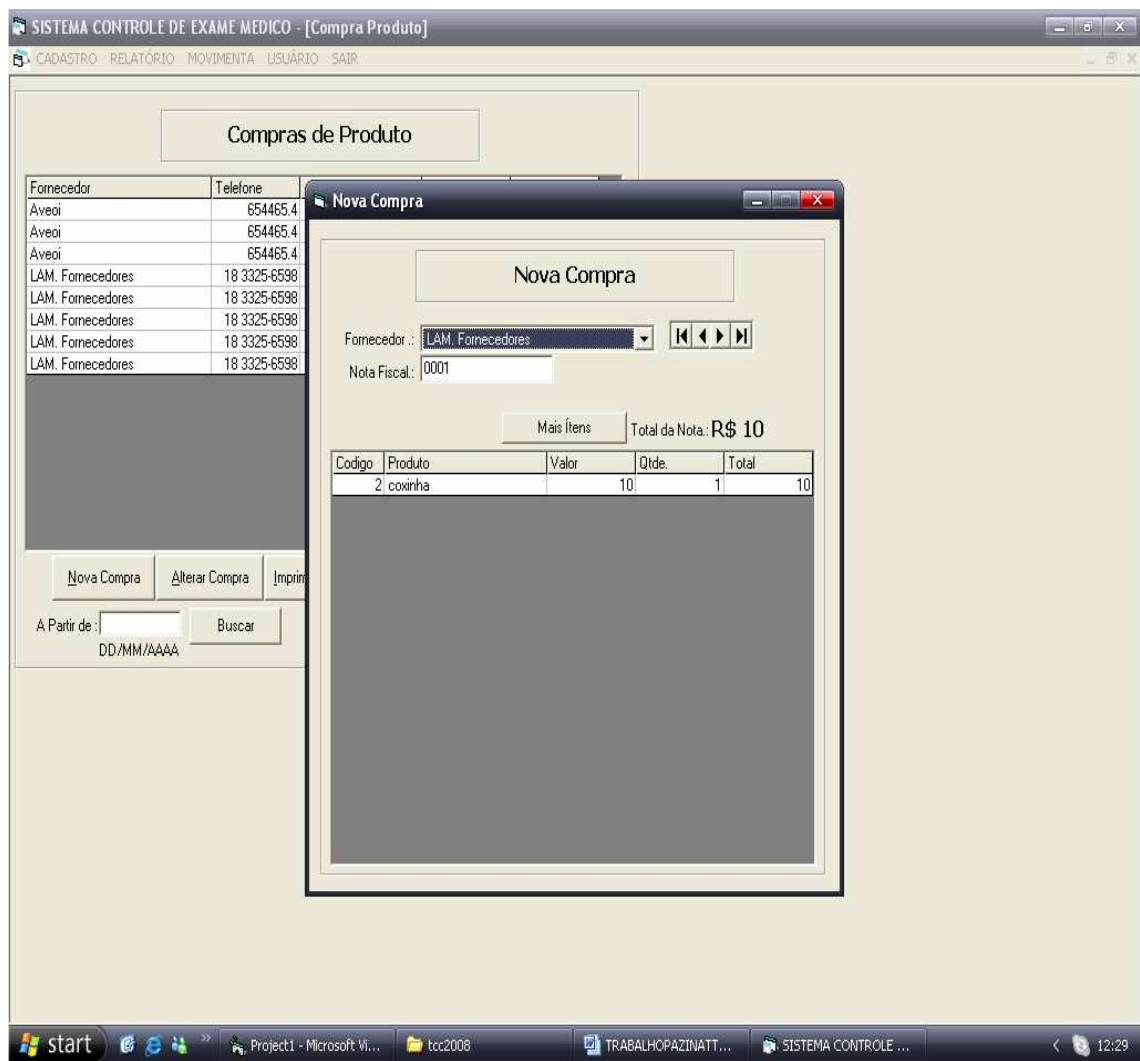 SISTEMA CONTROLE DE EXAME MEDICO - [Compra Produto]
CADASTRO RELATÓRIO MOVIMENTA USUÁRIO SAIR
Compras de Produto
Fornecedor Telefone
Aveoi 654465.4
Aveoi 654465.4
Aveoi 654465.4
LAM. Fornecedores 18 3325-6598
LAM. Fornecedores 18 3325-6598
LAM. Fornecedores 18 3325-6598
LAM. Fornecedores 18 3325-6598
LAM. Fornecedores 18 3325-6598
Nova Compra Alterar Compra Imprim
A Partir de : Buscar
DD/MM/AAAA
Nova Compra
Nova Compra
Fornecedor .: LAM. Fornecedores
Nota Fiscal.: 0001
Mais Ítens Total da Nota.: R$ 10
Codigo Produto Valor Qtde. Total
2 coxinha 10 1 10
start Project1 - Microsoft Vi... tcc2008 TRABALHOPAZINATT... SISTEMA CONTROLE ... 12:29